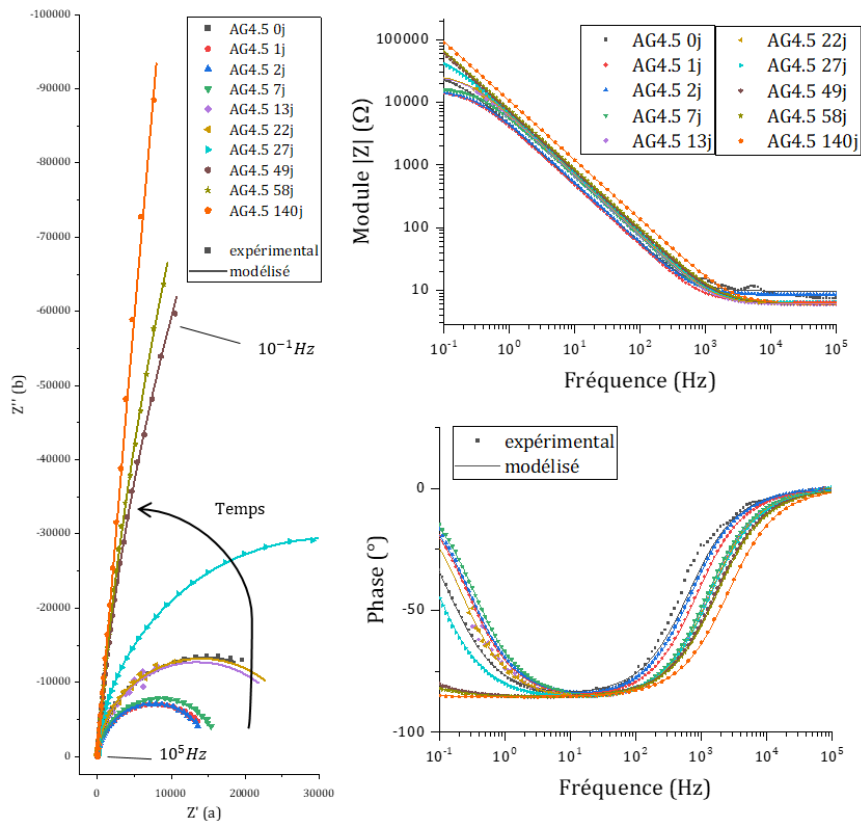 -100000
-90000
-80000
-70000
-60000
-50000
-40000
-30000
-20000
-10000
0
Z'' (b)
0
10000
20000
30000
Z' (a)
AG4.5 0j
AG4.5 1j
AG4.5 2j
AG4.5 7j
AG4.5 13j
AG4.5 22j
AG4.5 27j
AG4.5 49j
AG4.5 58j
AG4.5 140j
expérimental
modélisé
10⁻¹Hz
Temps
10⁵Hz
100000
10000
1000
100
10
Module |Z| (Ω)
AG4.5 0j
AG4.5 1j
AG4.5 2j
AG4.5 7j
AG4.5 13j
AG4.5 22j
AG4.5 27j
AG4.5 49j
AG4.5 58j
AG4.5 140j
10⁻¹
10⁰
10¹
10²
10³
10⁴
10⁵
Fréquence (Hz)
expérimental
modélisé
0
-50
-100
Phase (°)
10⁻¹
10⁰
10¹
10²
10³
10⁴
10⁵
Fréquence (Hz)